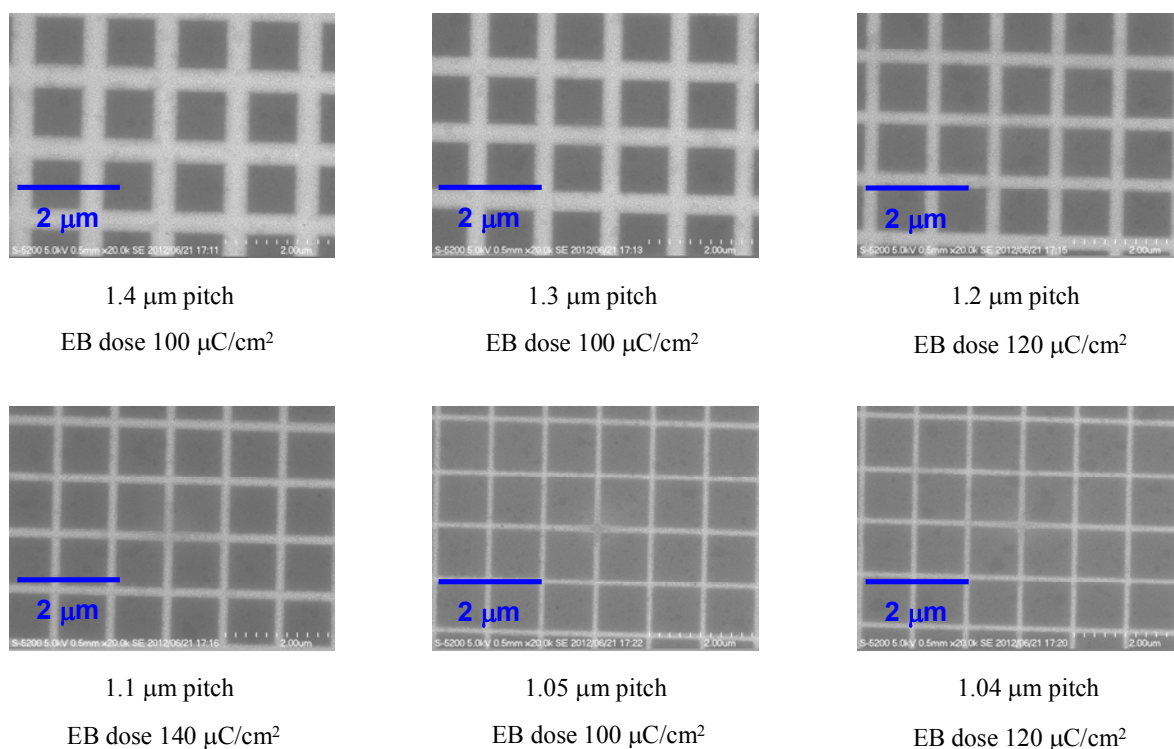 2 μm
2.00um
S-5200 5.0kV 0.5mm x20.0k SE 2012/06/21 17:11
1.4 μm pitch
EB dose 100 μC/cm²
2 μm
2.00um
S-5200 5.0kV 0.5mm x20.0k SE 2012/06/21 17:13
1.3 μm pitch
EB dose 100 μC/cm²
2 μm
2.00um
S-5200 5.0kV 0.5mm x20.0k SE 2012/06/21 17:15
1.2 μm pitch
EB dose 120 μC/cm²
2 μm
2.00um
S-5200 5.0kV 0.5mm x20.0k SE 2012/06/21 17:16
1.1 μm pitch
EB dose 140 μC/cm²
2 μm
2.00um
S-5200 5.0kV 0.5mm x20.0k SE 2012/06/21 17:22
1.05 μm pitch
EB dose 100 μC/cm²
2 μm
2.00um
S-5200 5.0kV 0.5mm x20.0k SE 2012/06/21 17:20
1.04 μm pitch
EB dose 120 μC/cm²